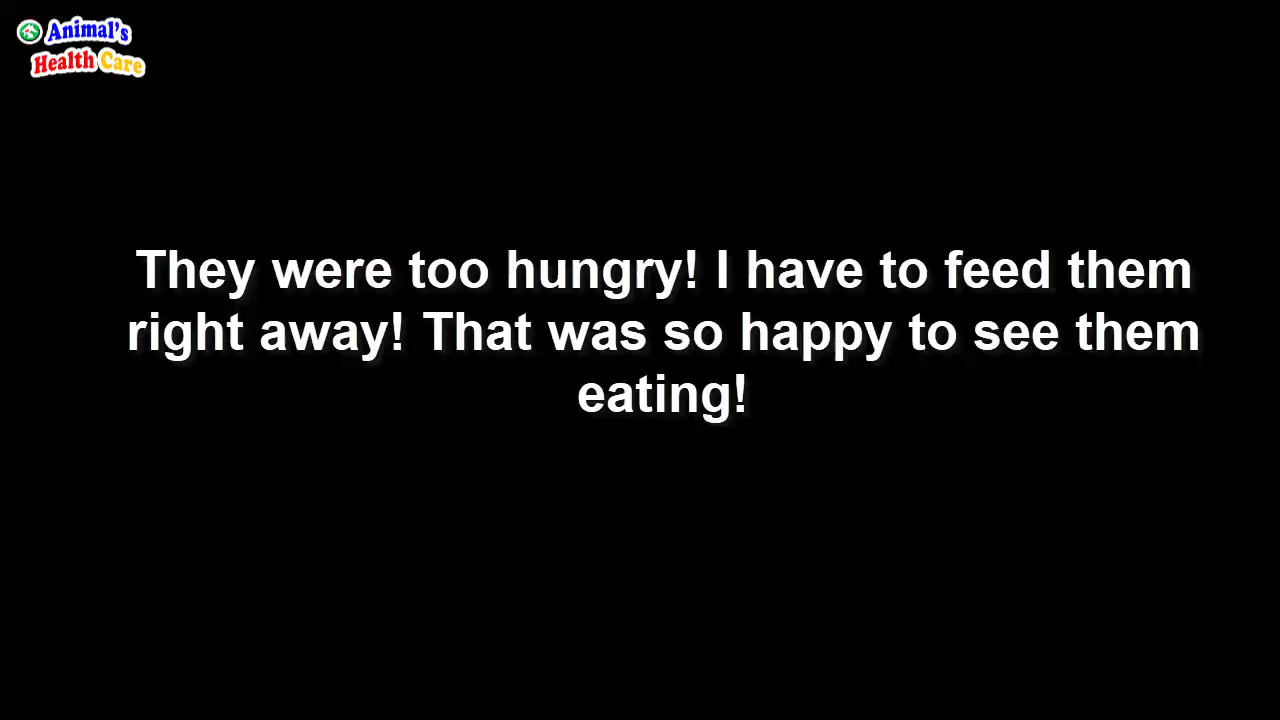 Animal's
Health Care
They were too hungry! I have to feed them
right away! That was so happy to see them
eating!